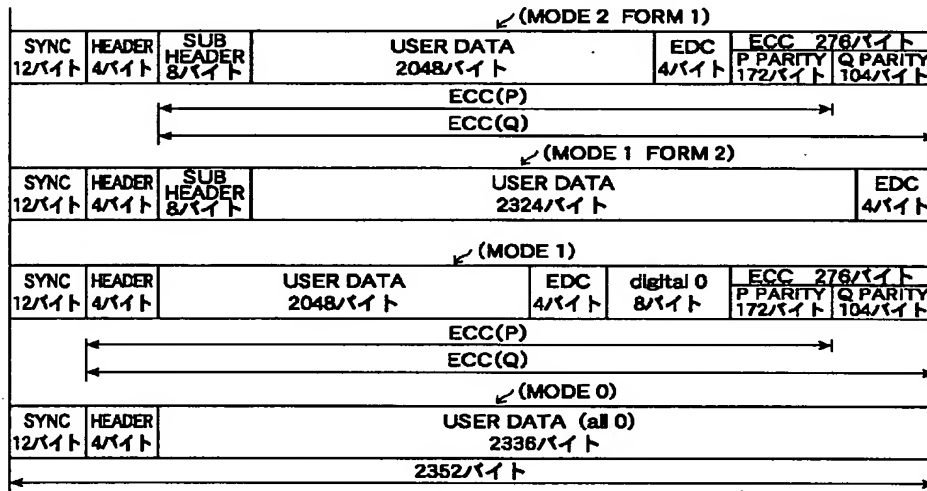 (MODE 2 FORM 1)
SYNC 12バイト
HEADER 4バイト
SUB HEADER 8バイト
USER DATA 2048バイト
EDC 4バイト
ECC 276バイト
P PARITY 172バイト
Q PARITY 104バイト
ECC(P)
ECC(Q)
(MODE 1 FORM 2)
SYNC 12バイト
HEADER 4バイト
SUB HEADER 8バイト
USER DATA 2324バイト
EDC 4バイト
(MODE 1)
SYNC 12バイト
HEADER 4バイト
USER DATA 2048バイト
EDC 4バイト
digital 0 8バイト
ECC 276バイト
P PARITY 172バイト
Q PARITY 104バイト
ECC(P)
ECC(Q)
(MODE 0)
SYNC 12バイト
HEADER 4バイト
USER DATA (all 0) 2336バイト
2352バイト